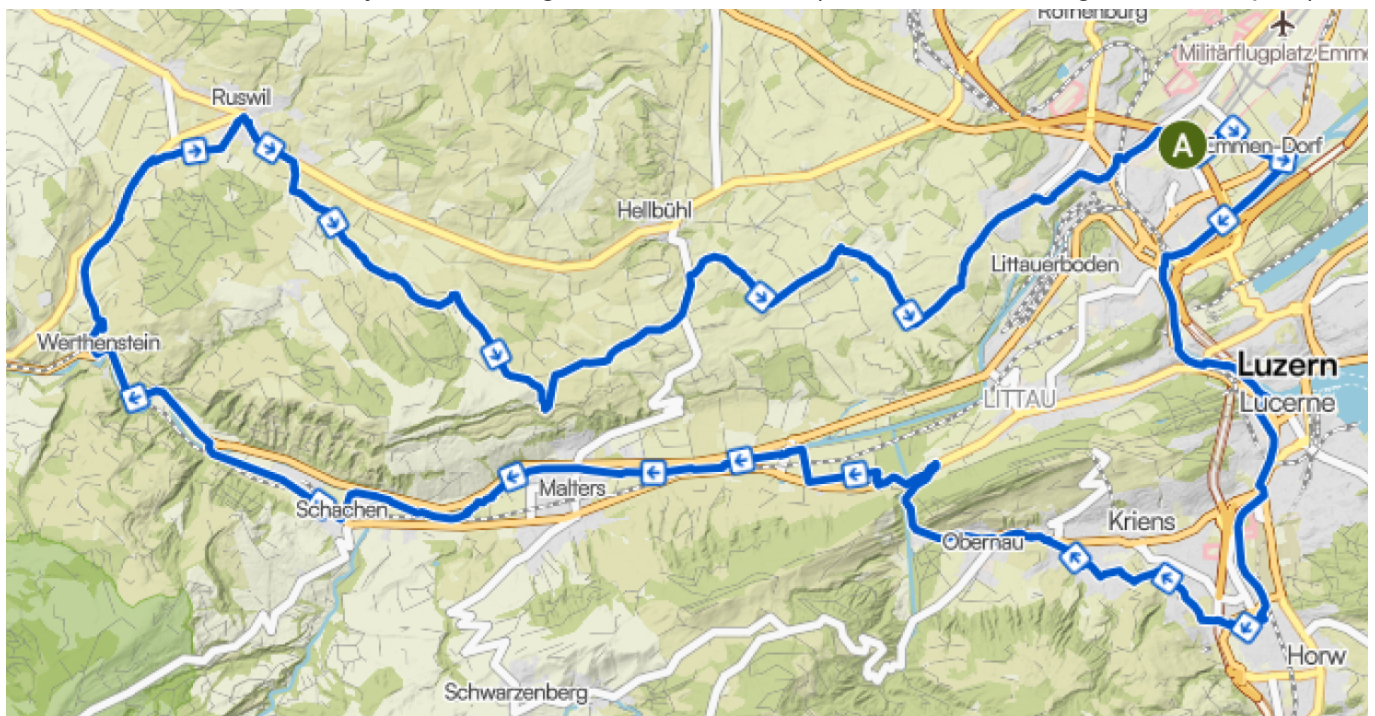 Rothenburg
Militärflugplatz Emme
Ruswil
A
Emmen-Dorf
Hellbühl
Littauerboden
Werthenstein
Luzern
Lucerne
LITTAU
Malters
Schachen
Kriens
Obernau
Horw
Schwarzenberg